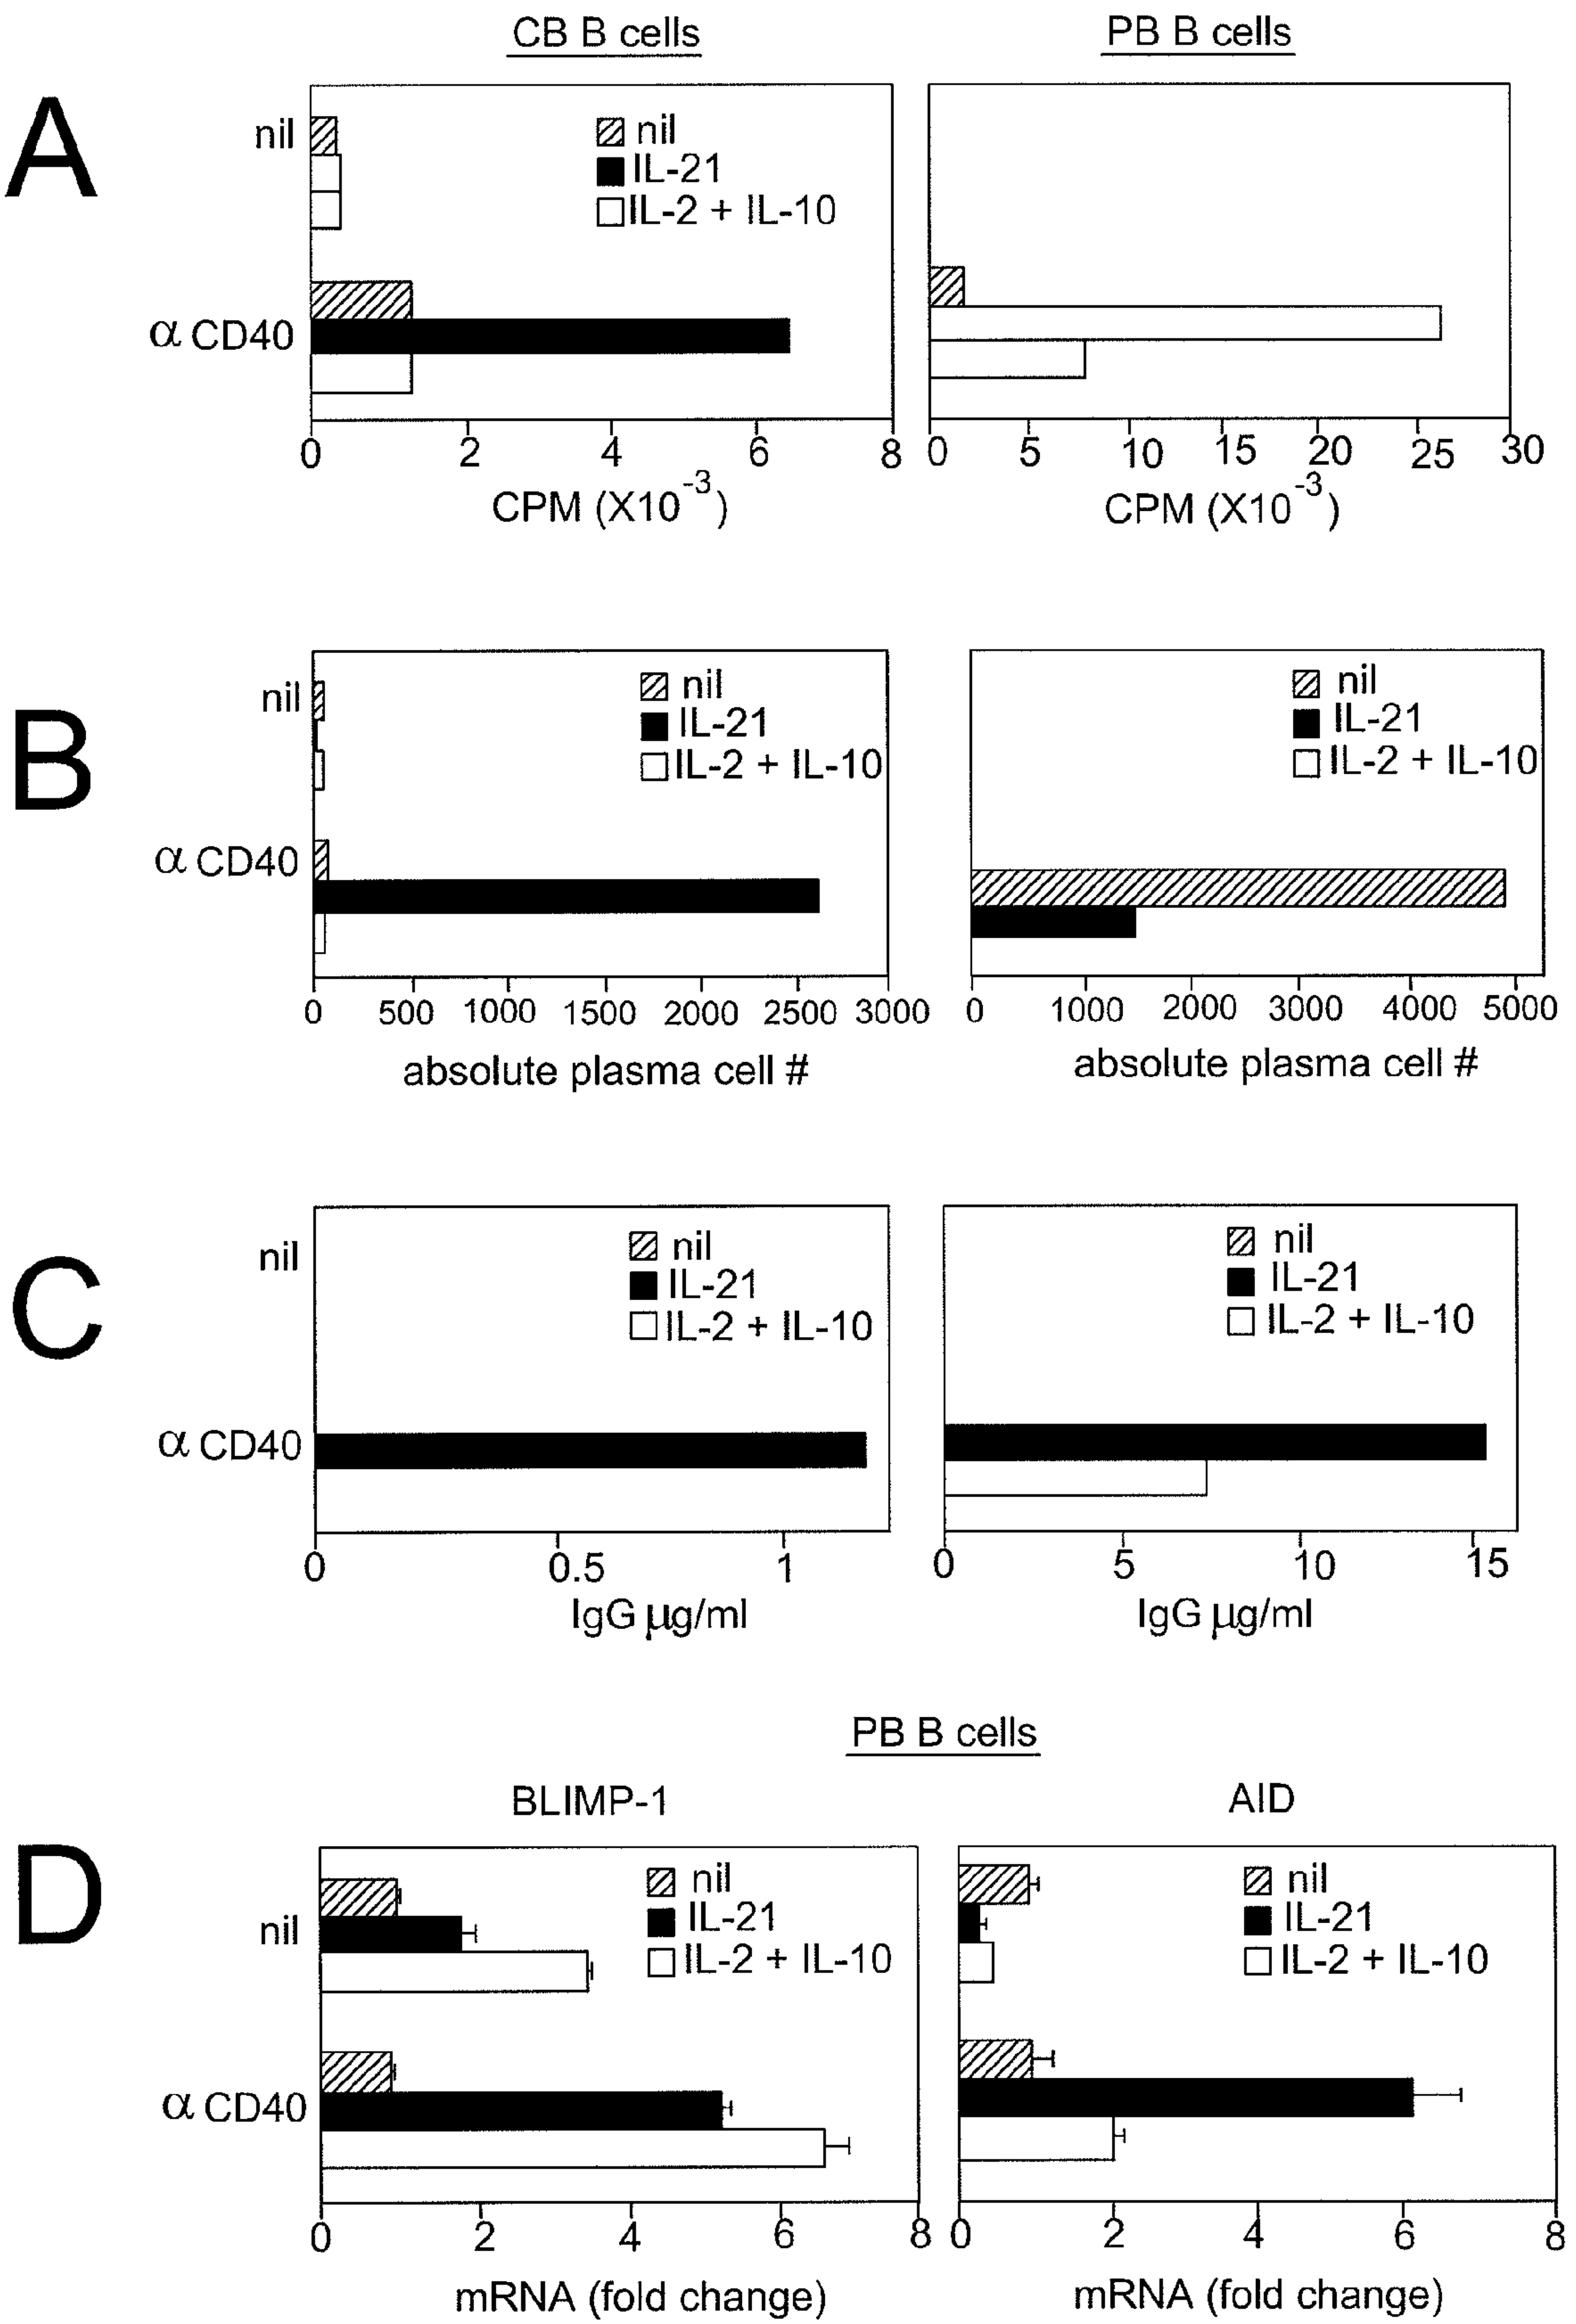 CB B cells
PB B cells
A
nil
nil
IL-21
IL-2 + IL-10
α CD40
0 2 4 6 8
0 5 10 15 20 25 30
CPM (X10-3)
CPM (X10-3)
B
nil
nil
IL-21
IL-2 + IL-10
nil
IL-21
IL-2 + IL-10
α CD40
0 500 1000 1500 2000 2500 3000
0 1000 2000 3000 4000 5000
absolute plasma cell #
absolute plasma cell #
C
nil
nil
IL-21
IL-2 + IL-10
nil
IL-21
IL-2 + IL-10
α CD40
0 0.5 1
0 5 10 15
IgG µg/ml
IgG µg/ml
PB B cells
BLIMP-1
AID
D
nil
nil
IL-21
IL-2 + IL-10
nil
IL-21
IL-2 + IL-10
α CD40
0 2 4 6 8
0 2 4 6 8
mRNA (fold change)
mRNA (fold change)